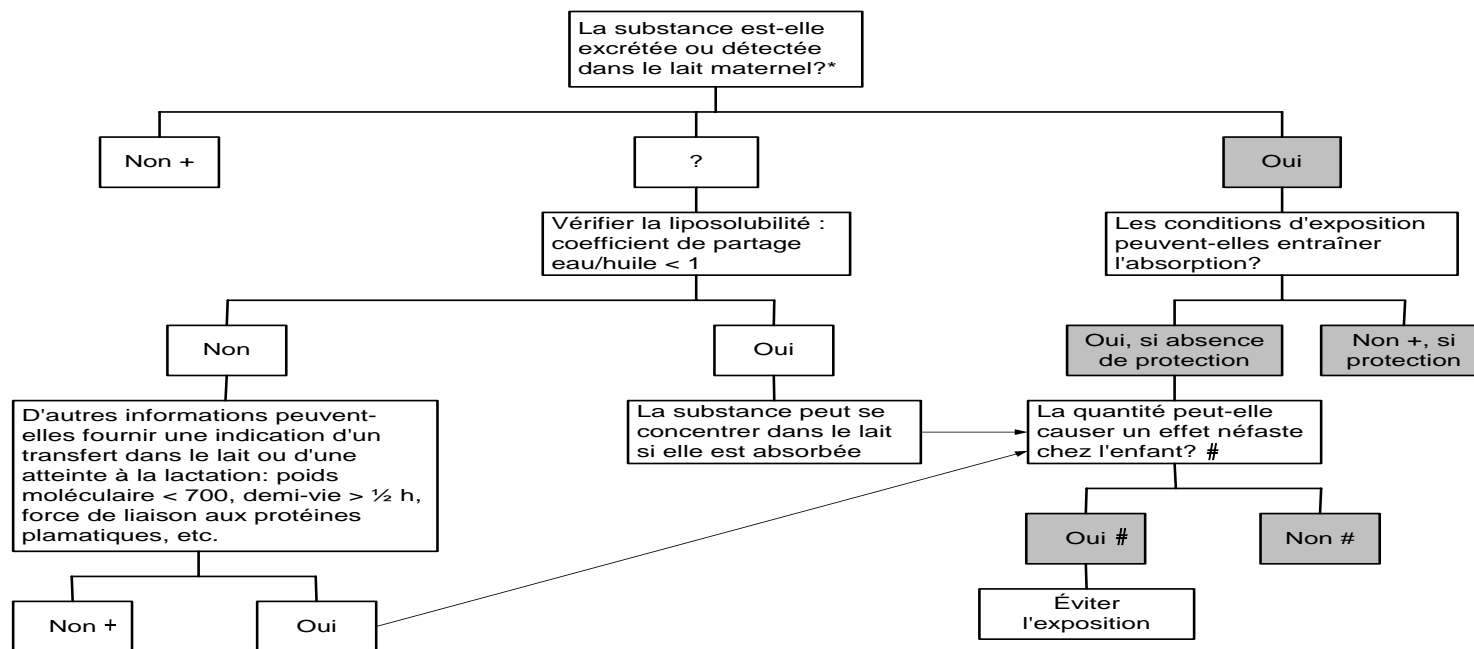 La substance est-elle
excrétée ou détectée
dans le lait maternel?*
Non +
?
Oui
Vérifier la liposolubilité :
coefficient de partage
eau/huile < 1
Les conditions d'exposition
peuvent-elles entraîner
l'absorption?
Non
Oui
Oui, si absence
de protection
Non +, si
protection
D'autres informations peuvent-
elles fournir une indication d'un
transfert dans le lait ou d'une
atteinte à la lactation: poids
moléculaire < 700, demi-vie > ½ h,
force de liaison aux protéines
plamatiques, etc.
La substance peut se
concentrer dans le lait
si elle est absorbée
La quantité peut-elle
causer un effet néfaste
chez l'enfant? #
Oui #
Non #
Non +
Oui
Éviter
l'exposition